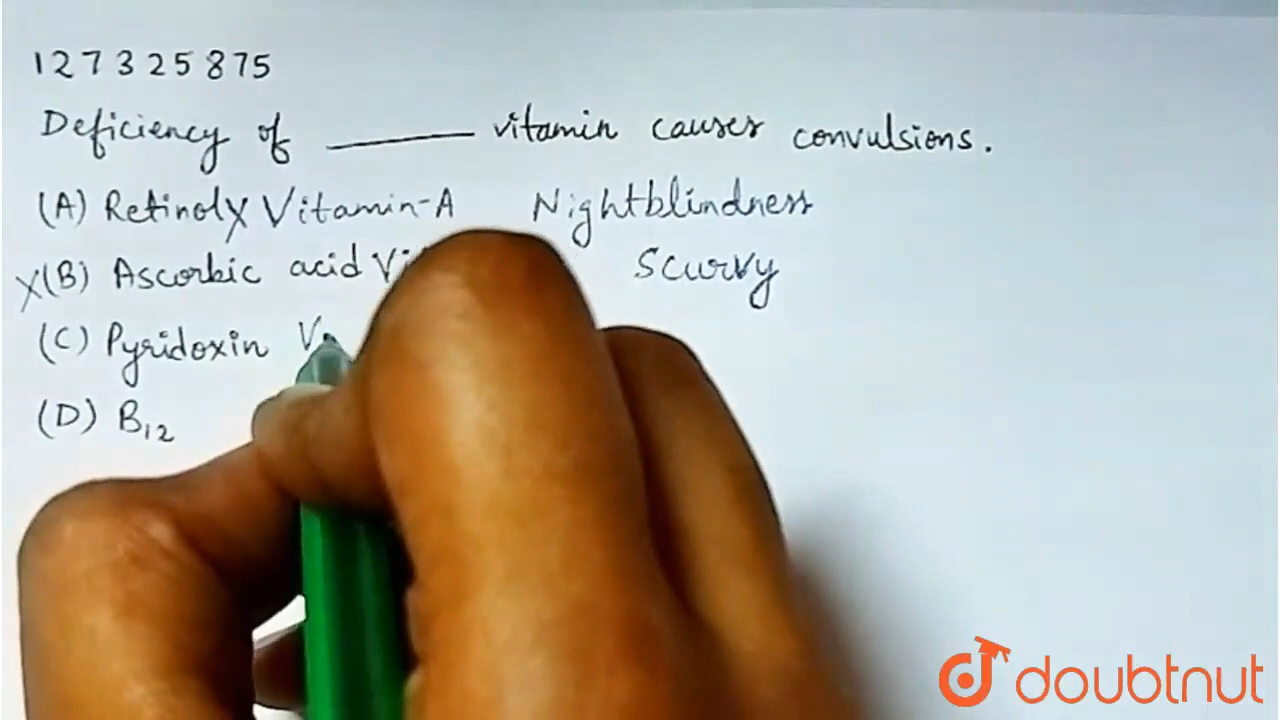 127325875
Deficiency of ______ vitamin causes convulsions.
(A) Retinol X Vitamin-A Nightblindness
X (B) Ascorbic acid Scurvy
(C) Pyridoxin
(D) B12
doubtnut